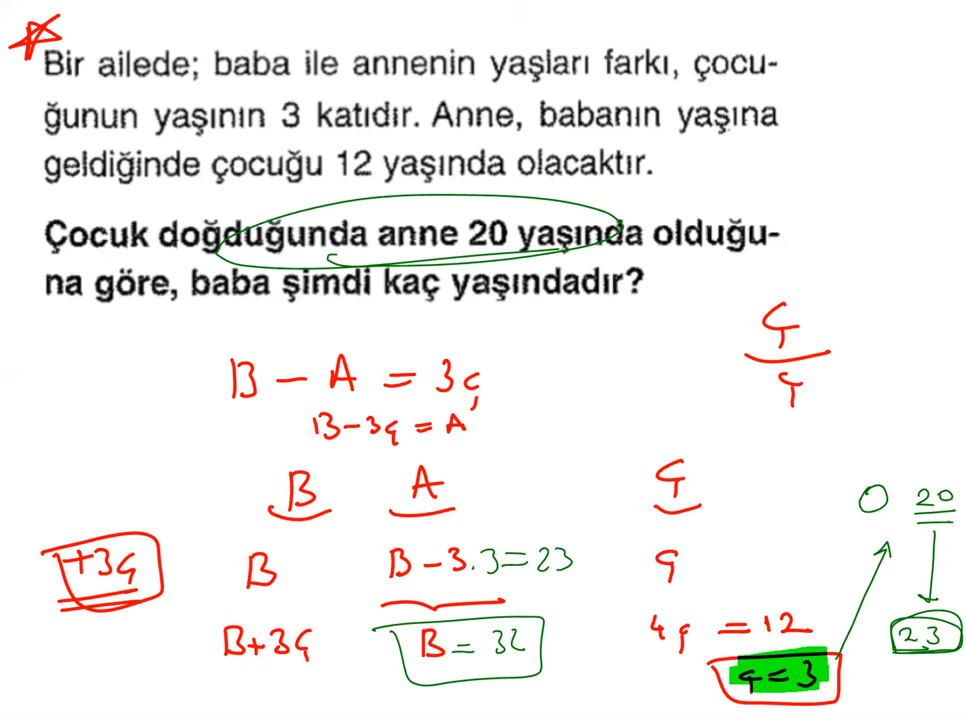 Bir ailede; baba ile annenin yaşları farkı, çocu-
ğunun yaşının 3 katıdır. Anne, babanın yaşına
geldiğinde çocuğu 12 yaşında olacaktır.
Çocuk doğduğunda anne 20 yaşında olduğu-
na göre, baba şimdi kaç yaşındadır?
Ç
Ç
B - A = 3ç
B-3ç = A
B A Ç
0 20
+3ç B B-3.3=23 ç
B+3ç B = 32 4ç = 12 23
ç = 3